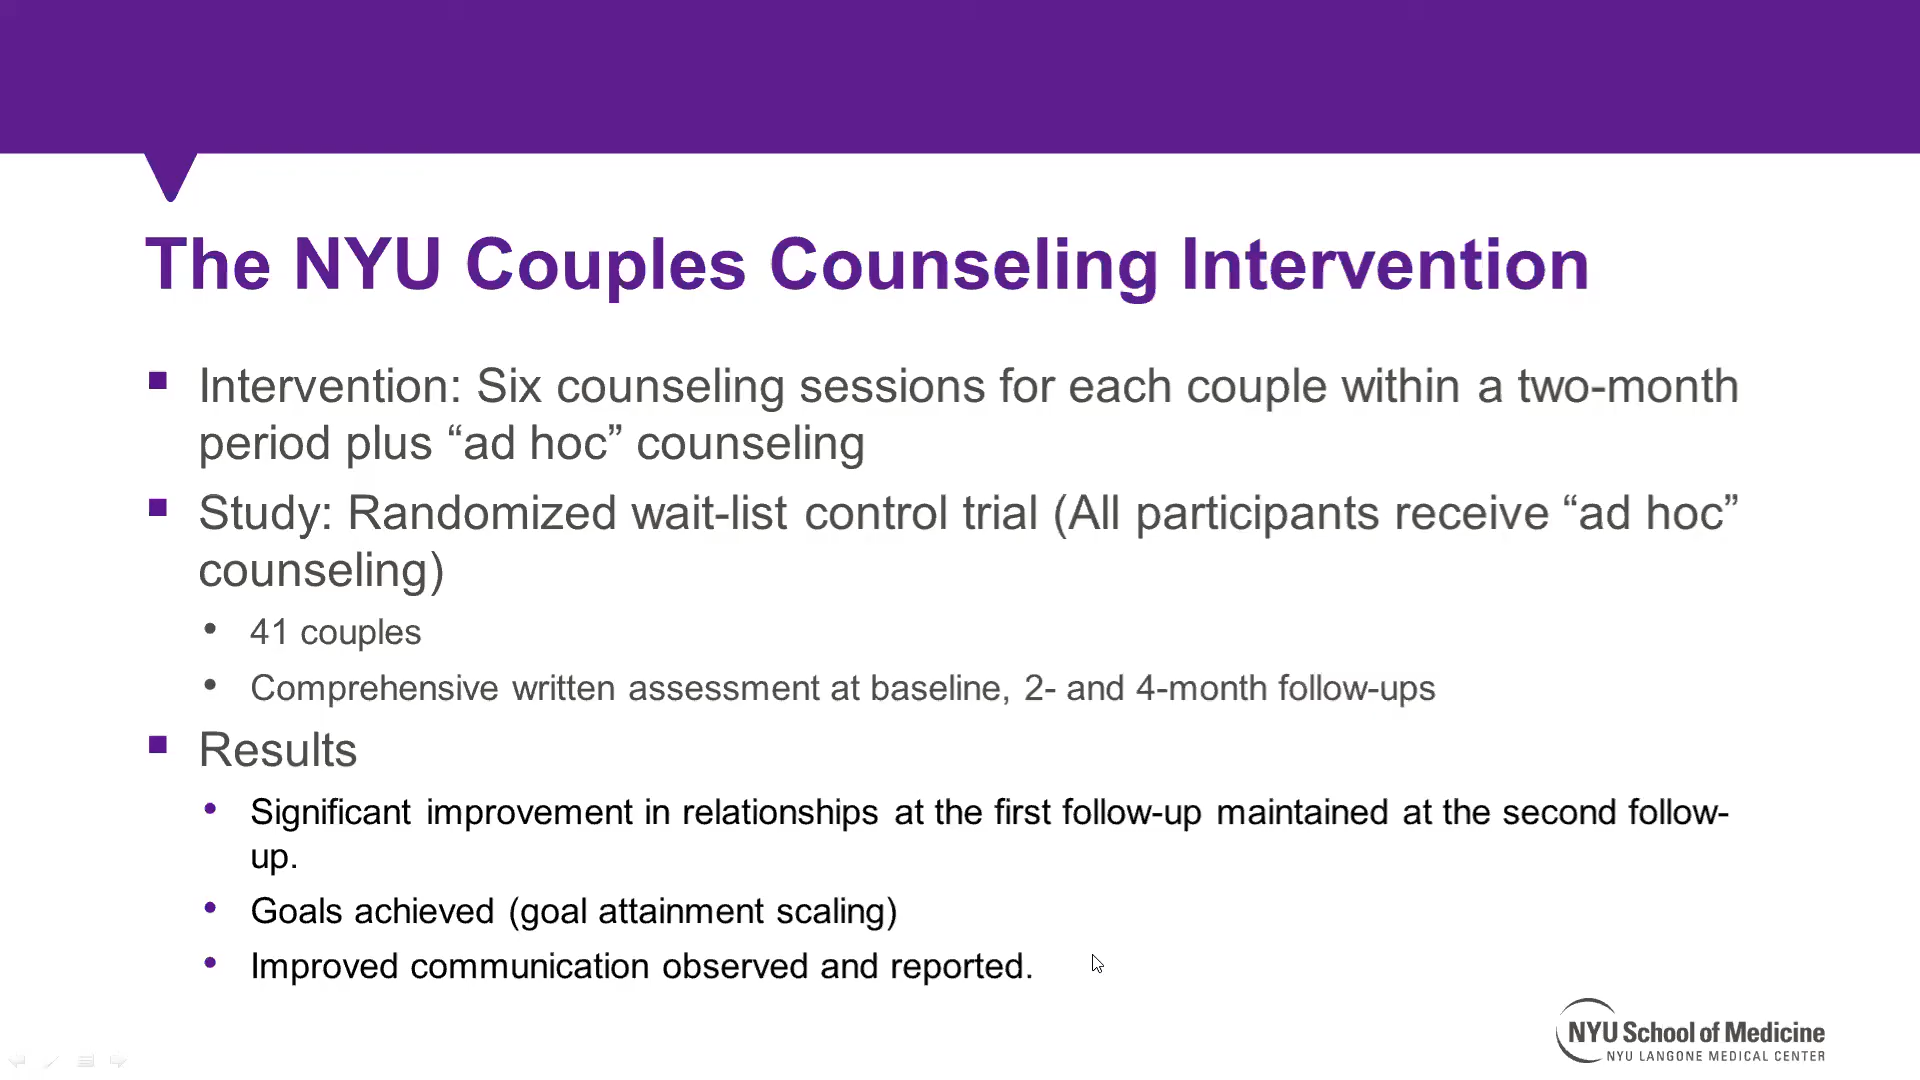 The NYU Couples Counseling Intervention
Intervention: Six counseling sessions for each couple within a two-month
period plus “ad hoc” counseling
Study: Randomized wait-list control trial (All participants receive “ad hoc”
counseling)
41 couples
Comprehensive written assessment at baseline, 2- and 4-month follow-ups
Results
Significant improvement in relationships at the first follow-up maintained at the second follow-
up.
Goals achieved (goal attainment scaling)
Improved communication observed and reported.
NYU School of Medicine
NYU LANGONE MEDICAL CENTER